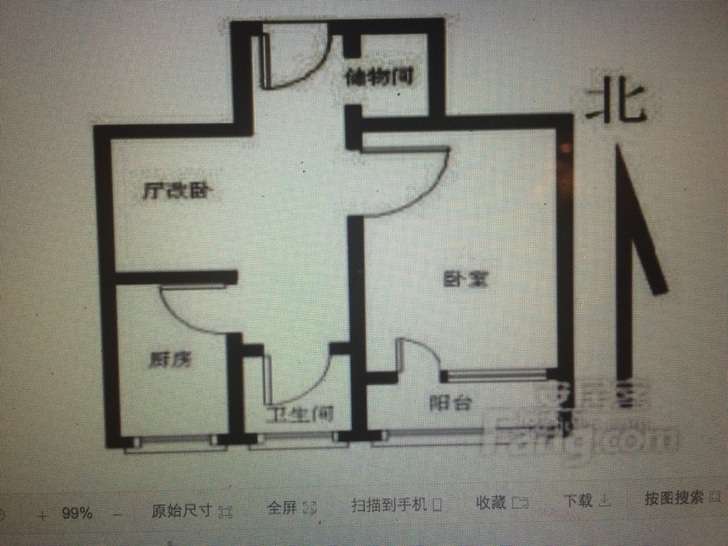 储物间
北
厅改卧
卧室
厨房
卫生间
阳台
安居客
Fang.com
99%
原始尺寸
全屏
扫描到手机
收藏
下载
按图搜索